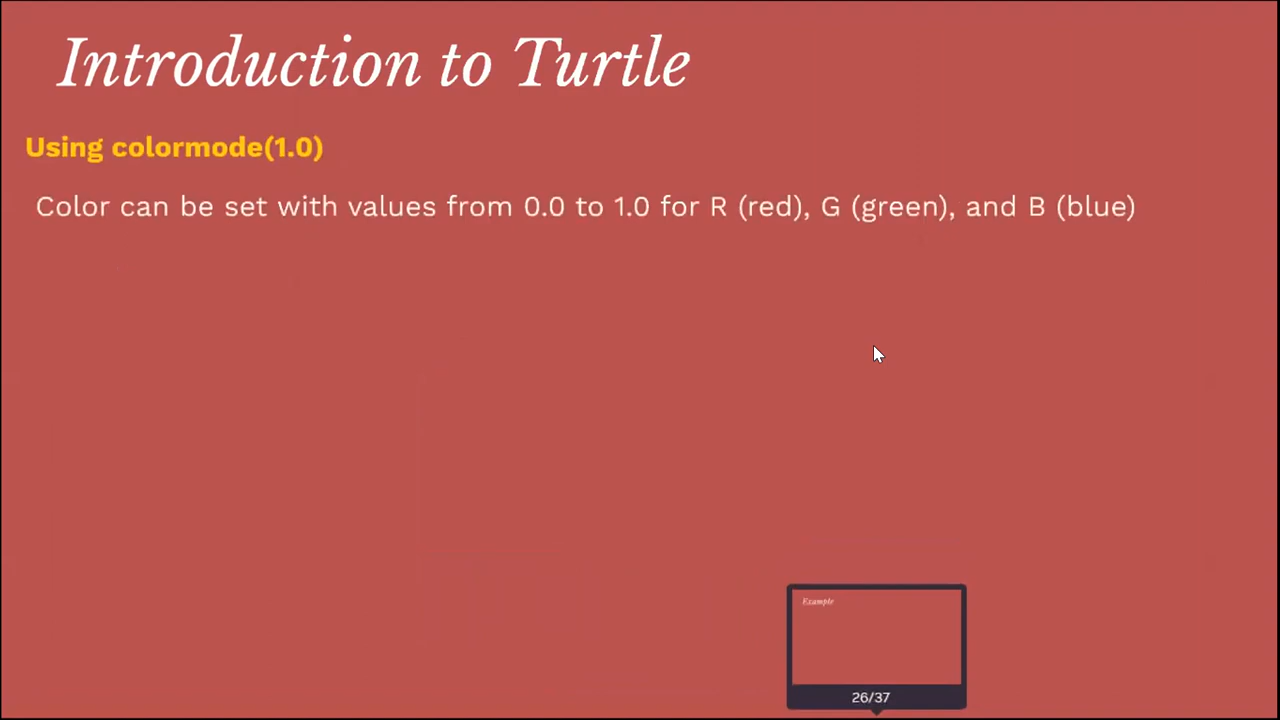 Introduction to Turtle
Using colormode(1.0)
Color can be set with values from 0.0 to 1.0 for R (red), G (green), and B (blue)
Example
26/37